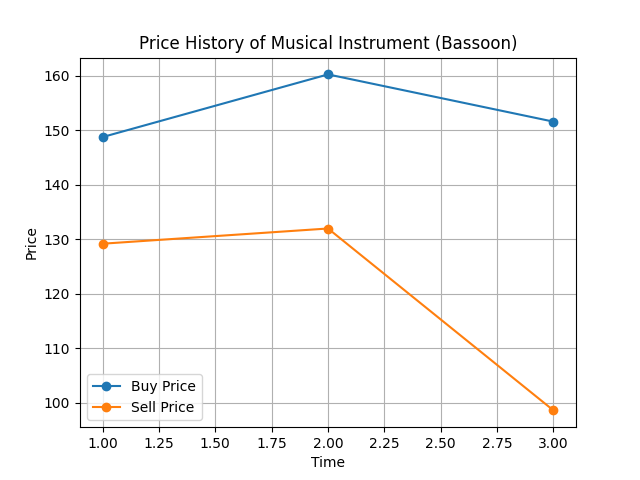 Price History of Musical Instrument (Bassoon)
160
150
140
130
120
110
100
Price
Buy Price
Sell Price
1.00 1.25 1.50 1.75 2.00 2.25 2.50 2.75 3.00
Time